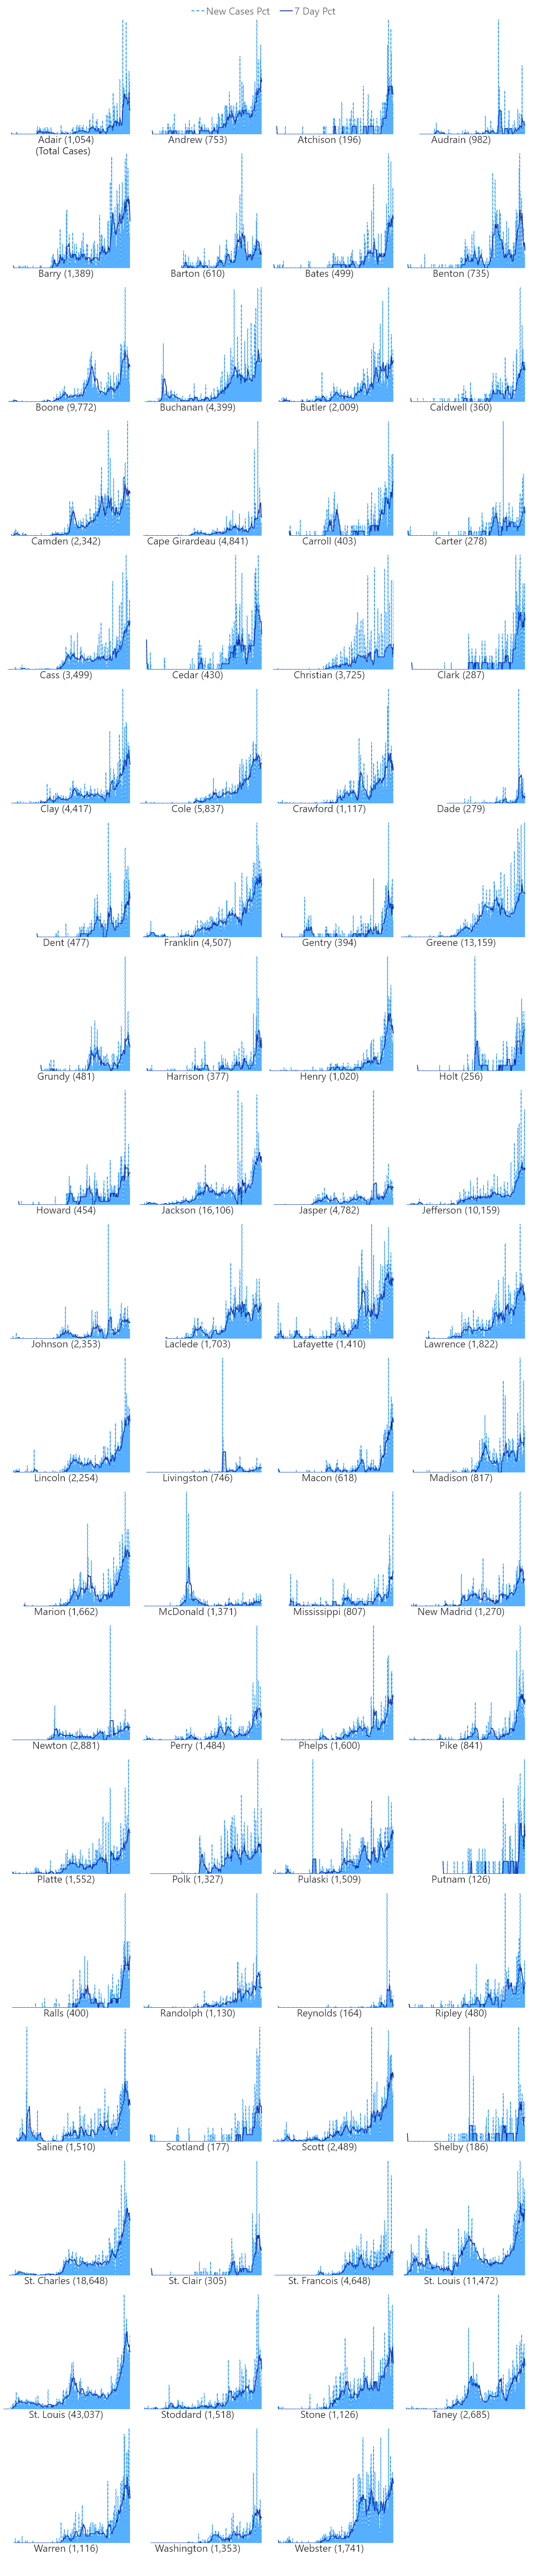 New Cases Pct 7 Day Pct
Adair (1,054) Andrew (753) Atchison (196) Audrain (982)
(Total Cases)
Barry (1,389) Barton (610) Bates (499) Benton (735)
Boone (9,772) Buchanan (4,399) Butler (2,009) Caldwell (360)
Camden (2,342) Cape Girardeau (4,841) Carroll (403) Carter (278)
Cass (3,499) Cedar (430) Christian (3,725) Clark (287)
Clay (4,417) Cole (5,837) Crawford (1,117) Dade (279)
Dent (477) Franklin (4,507) Gentry (394) Greene (13,159)
Grundy (481) Harrison (377) Henry (1,020) Holt (256)
Howard (454) Jackson (16,106) Jasper (4,782) Jefferson (10,159)
Johnson (2,353) Laclede (1,703) Lafayette (1,410) Lawrence (1,822)
Lincoln (2,254) Livingston (746) Macon (618) Madison (817)
Marion (1,662) McDonald (1,371) Mississippi (807) New Madrid (1,270)
Newton (2,881) Perry (1,484) Phelps (1,600) Pike (841)
Platte (1,552) Polk (1,327) Pulaski (1,509) Putnam (126)
Ralls (400) Randolph (1,130) Reynolds (164) Ripley (480)
Saline (1,510) Scotland (177) Scott (2,489) Shelby (186)
St. Charles (18,648) St. Clair (305) St. Francois (4,648) St. Louis (11,472)
St. Louis (43,037) Stoddard (1,518) Stone (1,126) Taney (2,685)
Warren (1,116) Washington (1,353) Webster (1,741)